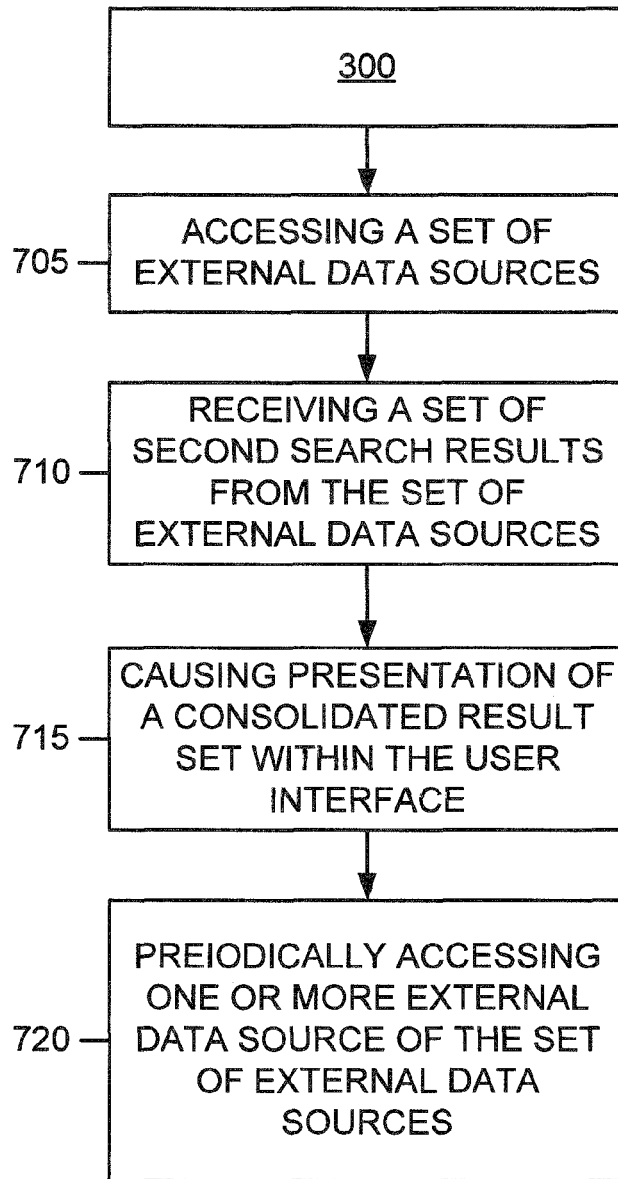 300
705
ACCESSING A SET OF
EXTERNAL DATA SOURCES
710
RECEIVING A SET OF
SECOND SEARCH RESULTS
FROM THE SET OF
EXTERNAL DATA SOURCES
715
CAUSING PRESENTATION OF
A CONSOLIDATED RESULT
SET WITHIN THE USER
INTERFACE
720
PREIODICALLY ACCESSING
ONE OR MORE EXTERNAL
DATA SOURCE OF THE SET
OF EXTERNAL DATA
SOURCES